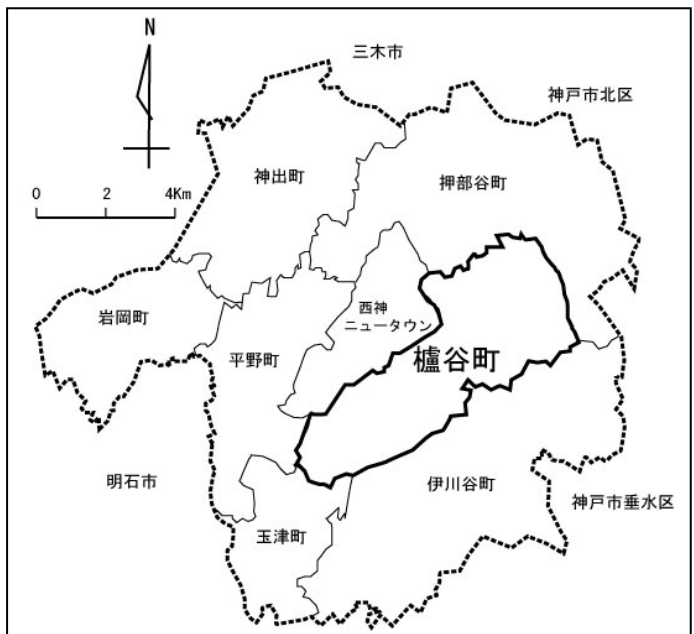 N
三木市
神戸市北区
神出町
押部谷町
0 2 4Km
西神
ニュータウン
岩岡町
平野町
櫨谷町
明石市
伊川谷町
神戸市垂水区
玉津町